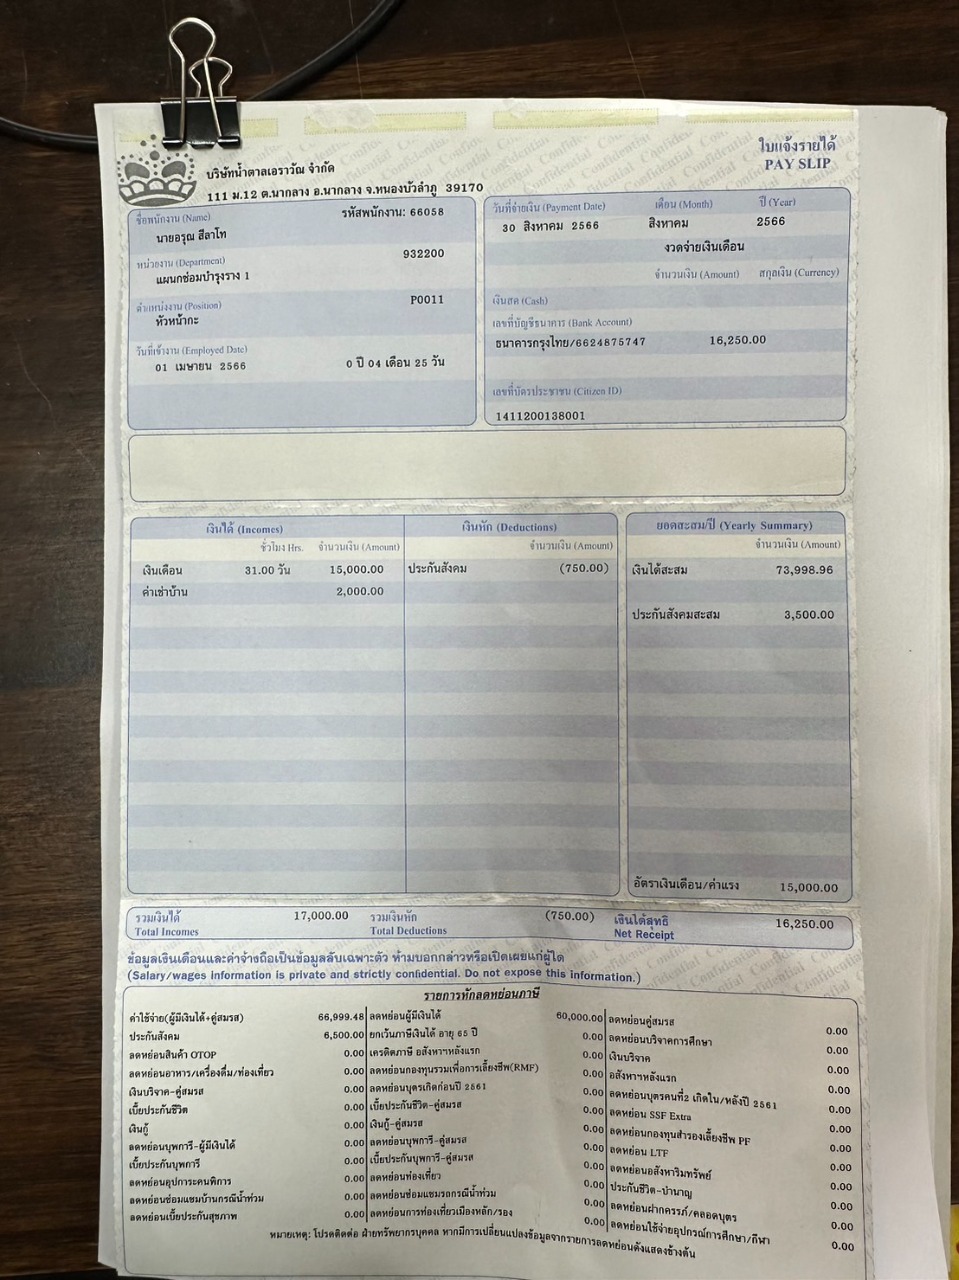 ใบแจ้งรายได้
PAY SLIP
บริษัทน้ำตาลเอราวัณ จำกัด
111 ม.12 ต.นากลาง อ.นากลาง จ.หนองบัวลำภู 39170
ชื่อพนักงาน (Name) รหัสพนักงาน: 66058
นายอรุณ สีลาโท
หน่วยงาน (Department) 932200
แผนกซ่อมบำรุงราง 1
ตำแหน่งงาน (Position) P0011
หัวหน้ากะ
วันที่เข้างาน (Employed Date)
01 เมษายน 2566 0 ปี 04 เดือน 25 วัน
วันที่จ่ายเงิน (Payment Date) เดือน (Month) ปี (Year)
30 สิงหาคม 2566 สิงหาคม 2566
งวดจ่ายเงินเดือน
จำนวนเงิน (Amount) สกุลเงิน (Currency)
เงินสด (Cash)
เลขที่บัญชีธนาคาร (Bank Account)
ธนาคารกรุงไทย/6624875747 16,250.00
เลขที่บัตรประชาชน (Citizen ID)
1411200138001
เงินได้ (Incomes) เงินหัก (Deductions) ยอดสะสม/ปี (Yearly Summary)
ชั่วโมง Hrs. จำนวนเงิน (Amount) จำนวนเงิน (Amount) จำนวนเงิน (Amount)
เงินเดือน 31.00 วัน 15,000.00 ประกันสังคม (750.00) เงินได้สะสม 73,998.96
ค่าเช่าบ้าน 2,000.00
ประกันสังคมสะสม 3,500.00
อัตราเงินเดือน/ค่าแรง 15,000.00
รวมเงินได้ 17,000.00 รวมเงินหัก (750.00) เงินได้สุทธิ 16,250.00
Total Incomes Total Deductions Net Receipt
ข้อมูลเงินเดือนและค่าจ้างถือเป็นข้อมูลลับเฉพาะตัว ห้ามบอกกล่าวหรือเปิดเผยแก่ผู้ใด
(Salary/wages information is private and strictly confidential. Do not expose this information.)
รายการหักลดหย่อนภาษี
ค่าใช้จ่าย(ผู้มีเงินได้+คู่สมรส) 66,999.48 ลดหย่อนผู้มีเงินได้ 60,000.00 ลดหย่อนคู่สมรส 0.00
ประกันสังคม 6,500.00 ยกเว้นภาษีเงินได้ อายุ 65 ปี 0.00 ลดหย่อนบริจาคการศึกษา 0.00
ลดหย่อนสินค้า OTOP 0.00 เครดิตภาษี อสังหาฯหลังแรก 0.00 เงินบริจาค 0.00
ลดหย่อนอาหาร/เครื่องดื่ม/ท่องเที่ยว 0.00 ลดหย่อนกองทุนรวมเพื่อการเลี้ยงชีพ(RMF) 0.00 อสังหาฯหลังแรก 0.00
เงินบริจาค-คู่สมรส 0.00 ลดหย่อนบุตรเกิดก่อนปี 2561 0.00 ลดหย่อนบุตรคนที่2 เกิดใน/หลังปี 2561 0.00
เบี้ยประกันชีวิต 0.00 เบี้ยประกันชีวิต-คู่สมรส 0.00 ลดหย่อน SSF Extra 0.00
เงินกู้ 0.00 เงินกู้-คู่สมรส 0.00 ลดหย่อนกองทุนสำรองเลี้ยงชีพ PF 0.00
ลดหย่อนบุพการี-ผู้มีเงินได้ 0.00 ลดหย่อนบุพการี-คู่สมรส 0.00 ลดหย่อน LTF 0.00
เบี้ยประกันบุพการี 0.00 เบี้ยประกันบุพการี-คู่สมรส 0.00 ลดหย่อนอสังหาริมทรัพย์ 0.00
ลดหย่อนอุปการะคนพิการ 0.00 ลดหย่อนท่องเที่ยว 0.00 ประกันชีวิต-บำนาญ 0.00
ลดหย่อนซ่อมแซมบ้านกรณีน้ำท่วม 0.00 ลดหย่อนซ่อมแซมรถกรณีน้ำท่วม 0.00 ลดหย่อนฝากครรภ์/คลอดบุตร 0.00
ลดหย่อนเบี้ยประกันสุขภาพ 0.00 ลดหย่อนการท่องเที่ยวเมืองหลัก/รอง 0.00 ลดหย่อนใช้จ่ายอุปกรณ์การศึกษา/กีฬา 0.00
หมายเหตุ: โปรดติดต่อ ฝ่ายทรัพยากรบุคคล หากมีการเปลี่ยนแปลงข้อมูลจากรายการลดหย่อนดังแสดงข้างต้น